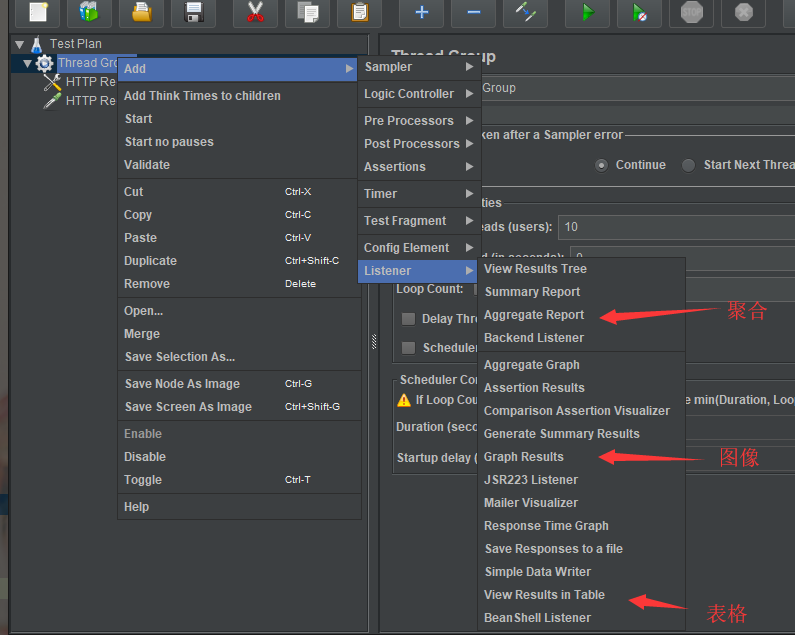 STOP
Test Plan
Thread Gro
HTTP Re
HTTP Re
Add
Add Think Times to children
Start
Start no pauses
Validate
Cut Ctrl-X
Copy Ctrl-C
Paste Ctrl-V
Duplicate Ctrl+Shift-C
Remove Delete
Open...
Merge
Save Selection As...
Save Node As Image Ctrl-G
Save Screen As Image Ctrl+Shift-G
Enable
Disable
Toggle Ctrl-T
Help
Sampler
Logic Controller
Pre Processors
Post Processors
Assertions
Timer
Test Fragment
Config Element
Listener
View Results Tree
Summary Report
Aggregate Report
聚合
Backend Listener
Aggregate Graph
Assertion Results
Comparison Assertion Visualizer
Generate Summary Results
Graph Results
图像
JSR223 Listener
Mailer Visualizer
Response Time Graph
Save Responses to a file
Simple Data Writer
View Results in Table
表格
BeanShell Listener
Thread Group
Group
ken after a Sampler error
Continue
Start Next Threa
ties
eads (users): 10
Loop Count:
Delay Thre
Scheduler
Scheduler Con
If Loop Cou
e min(Duration, Loo
Duration (seco
Startup delay (